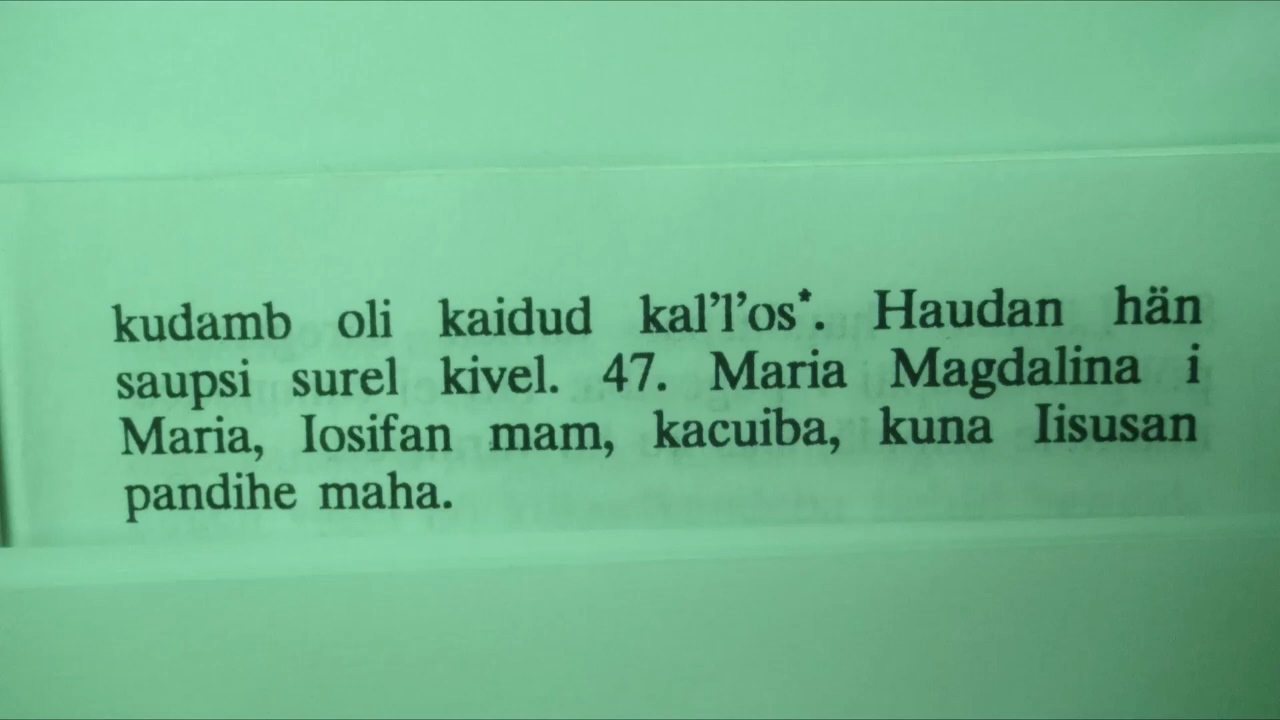 kudamb oli kaidud kal’l’os*. Haudan hän
saupsi surel kivel. 47. Maria Magdalina i
Maria, Iosifan mam, kacuiba, kuna Iisusan
pandihe maha.